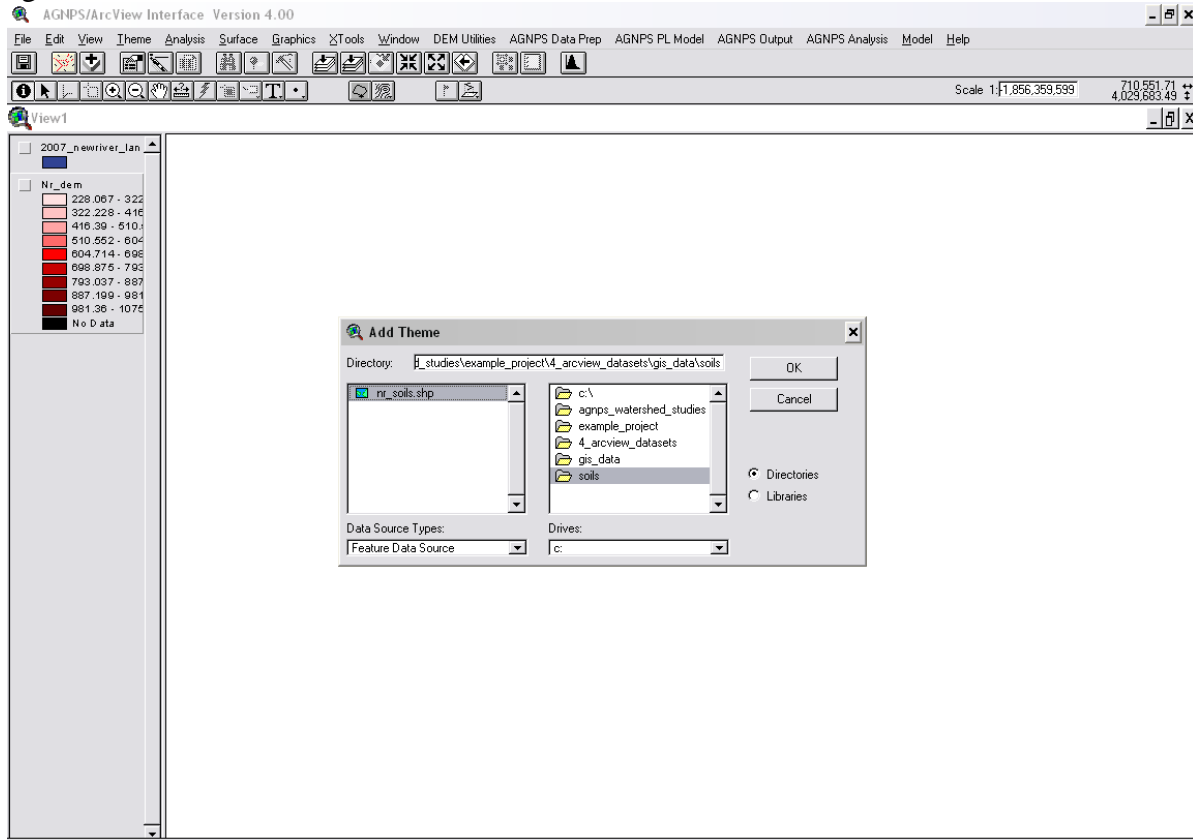 AGNPS/ArcView Interface Version 4.00
File Edit View Theme Analysis Surface Graphics XTools Window DEM Utilities AGNPS Data Prep AGNPS PL Model AGNPS Output AGNPS Analysis Model Help
Scale 1: 1,856,359,599
710,551.71
4,029,683.49
View1
2007_newriver_lan
Nr_dem
228.067 - 322
322.228 - 416
416.39 - 510.
510.552 - 604
604.714 - 698
698.875 - 793
793.037 - 887
887.199 - 981
981.36 - 1075
No Data
Add Theme
Directory: d_studies\example_project\4_arcview_datasets\gis_data\soils
OK
nr_soils.shp
c:\
Cancel
agnps_watershed_studies
example_project
4_arcview_datasets
gis_data
soils
Directories
Libraries
Data Source Types:
Drives:
Feature Data Source
c: